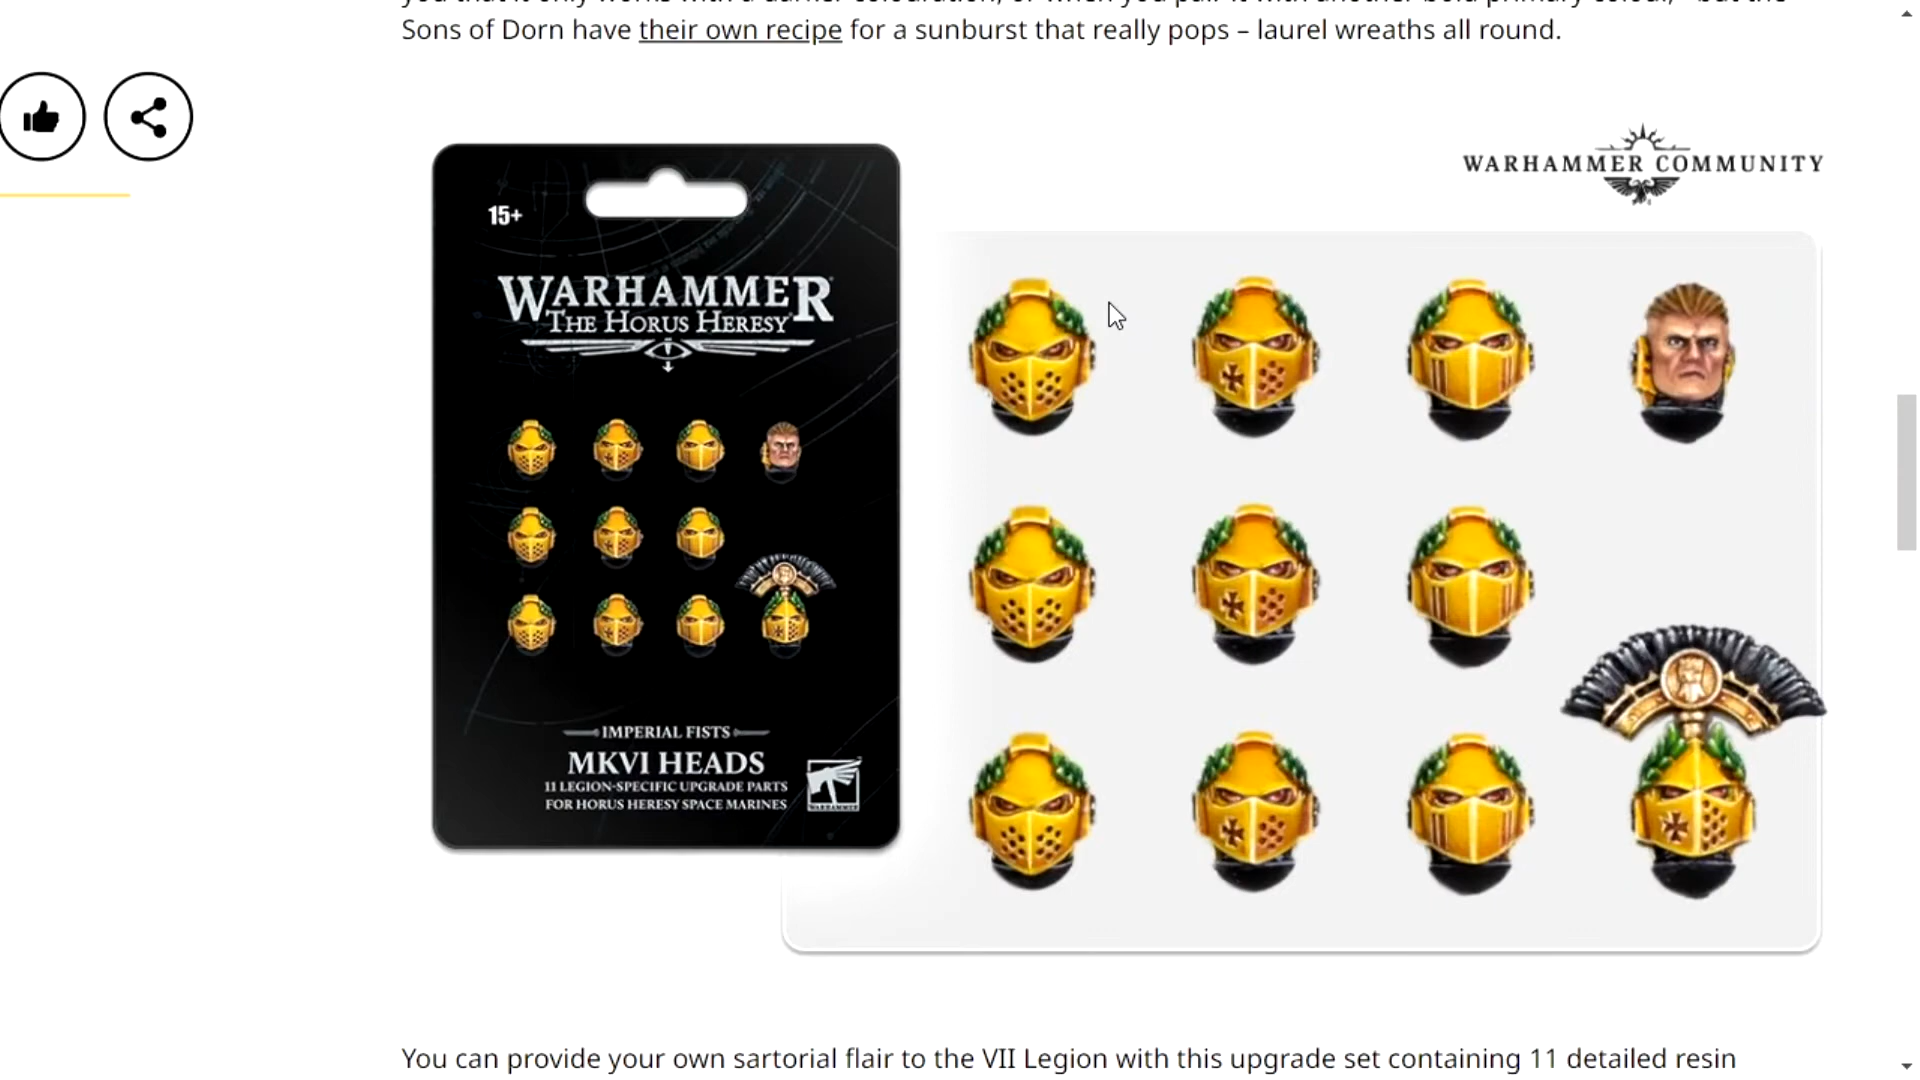 Sons of Dorn have their own recipe for a sunburst that really pops – laurel wreaths all round.
WARHAMMER COMMUNITY
15+
WARHAMMER
THE HORUS HERESY
IMPERIAL FISTS
MKVI HEADS
11 LEGION-SPECIFIC UPGRADE PARTS
FOR HORUS HERESY SPACE MARINES
WARHAMMER
You can provide your own sartorial flair to the VII Legion with this upgrade set containing 11 detailed resin